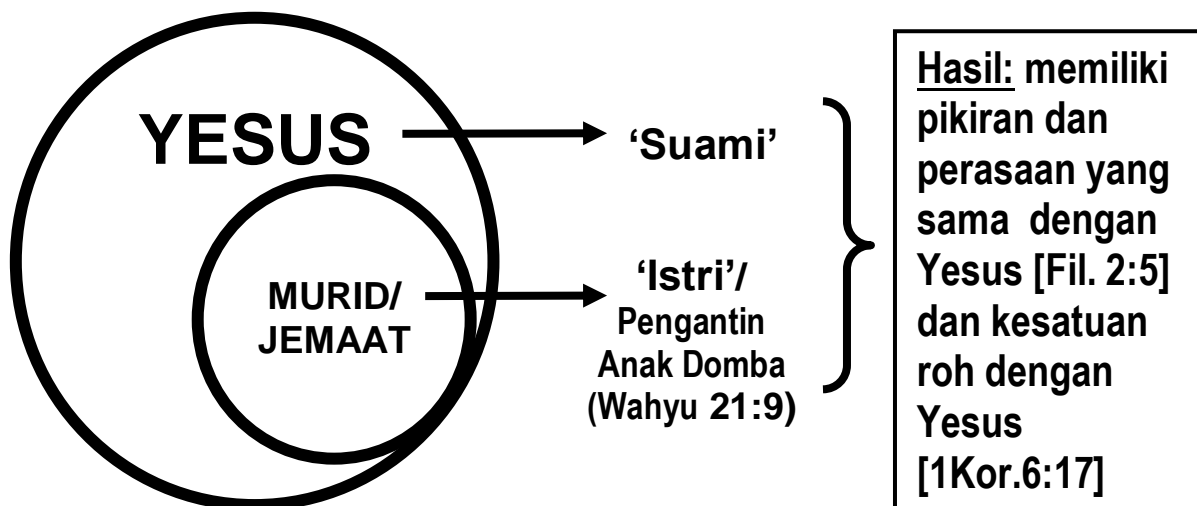 YESUS
‘Suami’
MURID/
JEMAAT
‘Istri’/
Pengantin
Anak Domba
(Wahyu 21:9)
Hasil: memiliki
pikiran dan
perasaan yang
sama dengan
Yesus [Fil. 2:5]
dan kesatuan
roh dengan
Yesus
[1Kor.6:17]